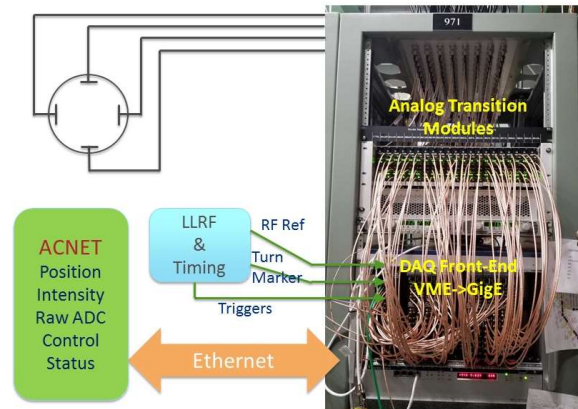 971
Analog Transition
Modules
LLRF
&
Timing
RF Ref
Turn
Marker
Triggers
DAQ Front-End
VME->GigE
ACNET
Position
Intensity
Raw ADC
Control
Status
Ethernet